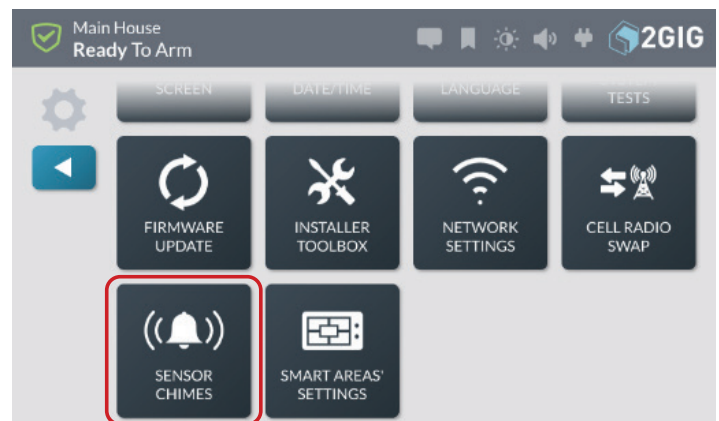 Main House
Ready To Arm
2GIG
SCREEN
DATE/TIME
LANGUAGE
TESTS
FIRMWARE
UPDATE
INSTALLER
TOOLBOX
NETWORK
SETTINGS
CELL RADIO
SWAP
SENSOR
CHIMES
SMART AREAS'
SETTINGS